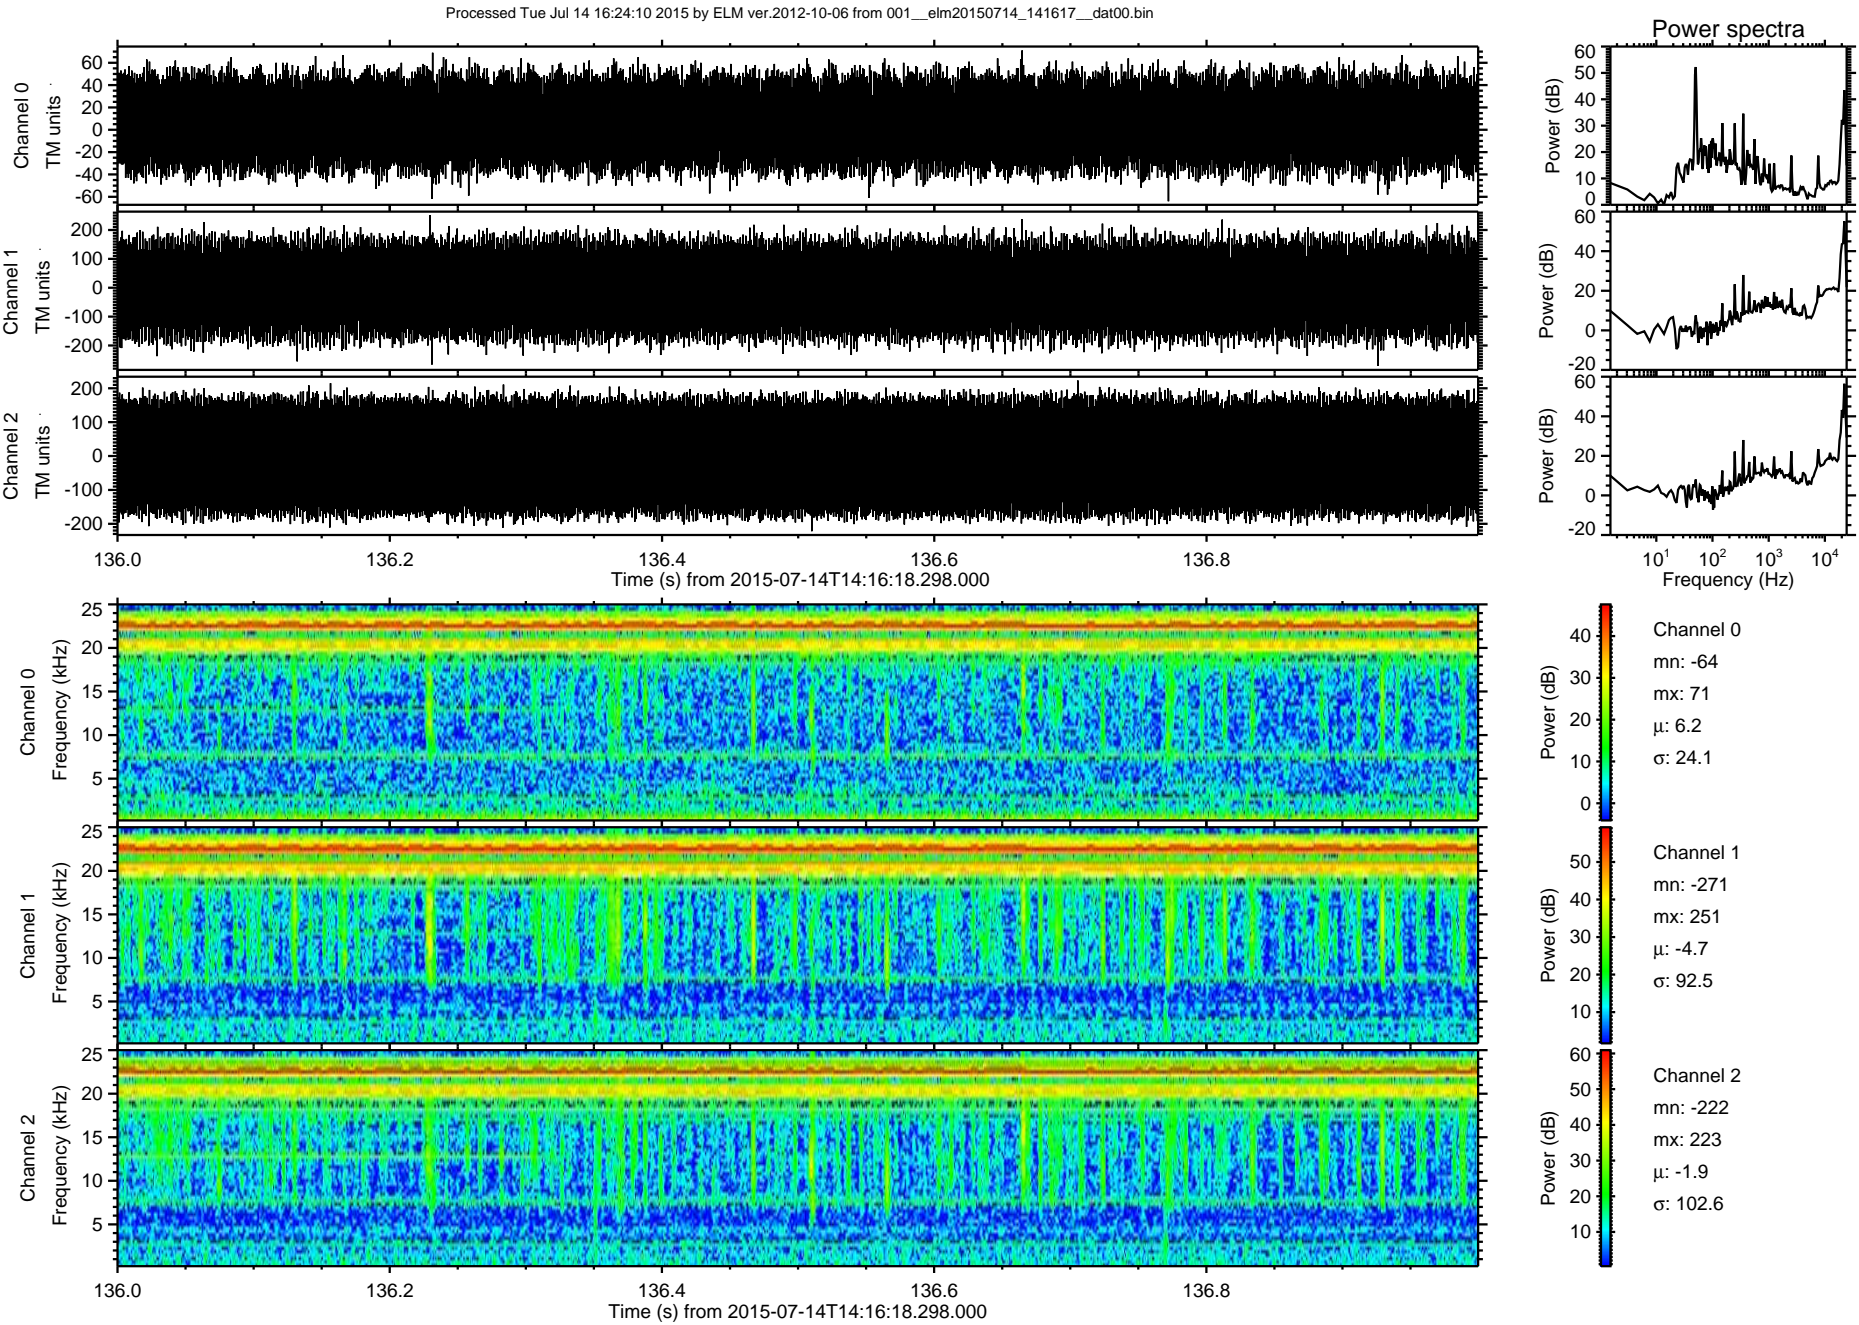 Processed Tue Jul 14 16:24:10 2015 by ELM ver.2012-10-06 from 001__elm20150714_141617__dat00.bin
Power spectra
Channel 0
TM units
60
40
20
0
-20
-40
-60
Power (dB)
60
50
40
30
20
10
0
Channel 1
TM units
200
100
0
-100
-200
Power (dB)
60
40
20
0
-20
Channel 2
TM units
200
100
0
-100
-200
Power (dB)
60
40
20
0
-20
136.0 136.2 136.4 136.6 136.8
Time (s) from 2015-07-14T14:16:18.298.000
10^1 10^2 10^3 10^4
Frequency (Hz)
Channel 0
Frequency (kHz)
25
20
15
10
5
Power (dB)
40
30
20
10
0
Channel 0
mn: -64
mx: 71
μ: 6.2
σ: 24.1
Channel 1
Frequency (kHz)
25
20
15
10
5
Power (dB)
50
40
30
20
10
Channel 1
mn: -271
mx: 251
μ: -4.7
σ: 92.5
Channel 2
Frequency (kHz)
25
20
15
10
5
Power (dB)
60
50
40
30
20
10
Channel 2
mn: -222
mx: 223
μ: -1.9
σ: 102.6
136.0 136.2 136.4 136.6 136.8
Time (s) from 2015-07-14T14:16:18.298.000